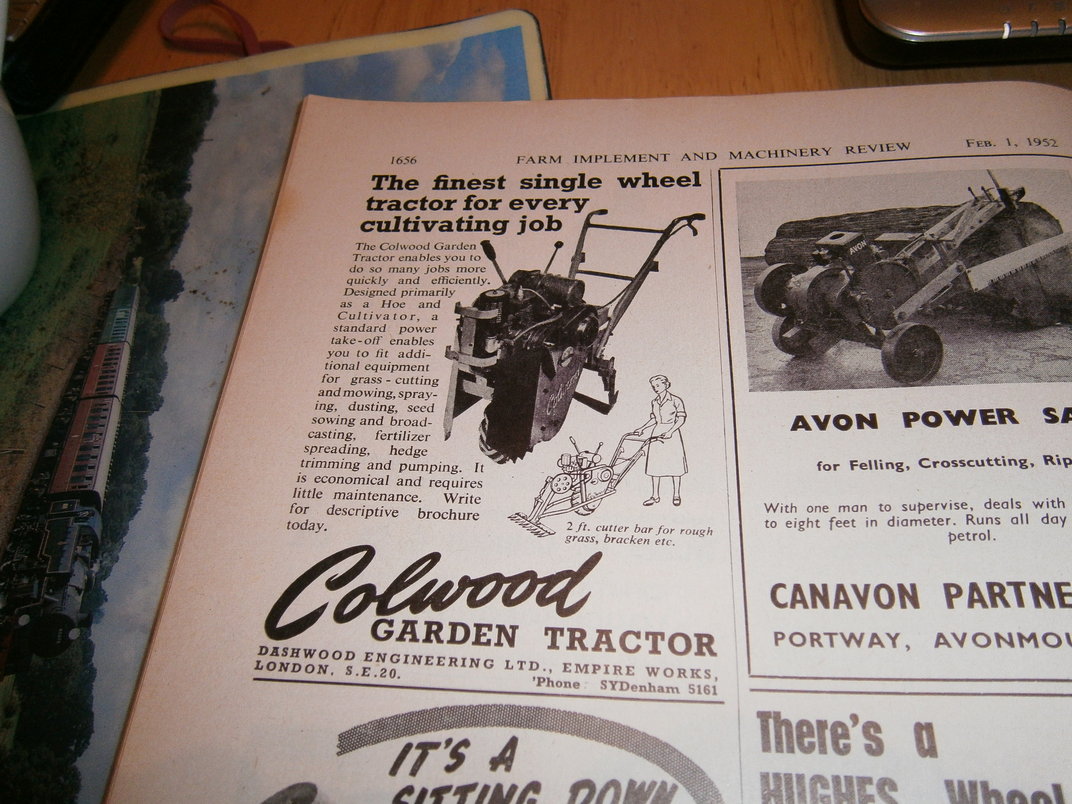 1656 FARM IMPLEMENT AND MACHINERY REVIEW FEB. 1, 1952
The finest single wheel
tractor for every
cultivating job
The Colwood Garden
Tractor enables you to
do so many jobs more
quickly and efficiently.
Designed primarily
as a Hoe and
Cultivator, a
standard power
take-off enables
you to fit addi-
tional equipment
for grass-cutting
and mowing, spray-
ing, dusting, seed
sowing and broad-
casting, fertilizer
spreading, hedge
trimming and pumping. It
is economical and requires
little maintenance. Write
for descriptive brochure
today.
2 ft. cutter bar for rough
grass, bracken etc.
Colwood
GARDEN TRACTOR
DASHWOOD ENGINEERING LTD., EMPIRE WORKS,
LONDON, S.E.20. 'Phone: SYDenham 5161
IT'S A
SITTING DOWN
AVON
AVON POWER SA
for Felling, Crosscutting, Rip
With one man to supervise, deals with
to eight feet in diameter. Runs all day
petrol.
CANAVON PARTNE
PORTWAY, AVONMOU
There's a
HUGHES Wheel